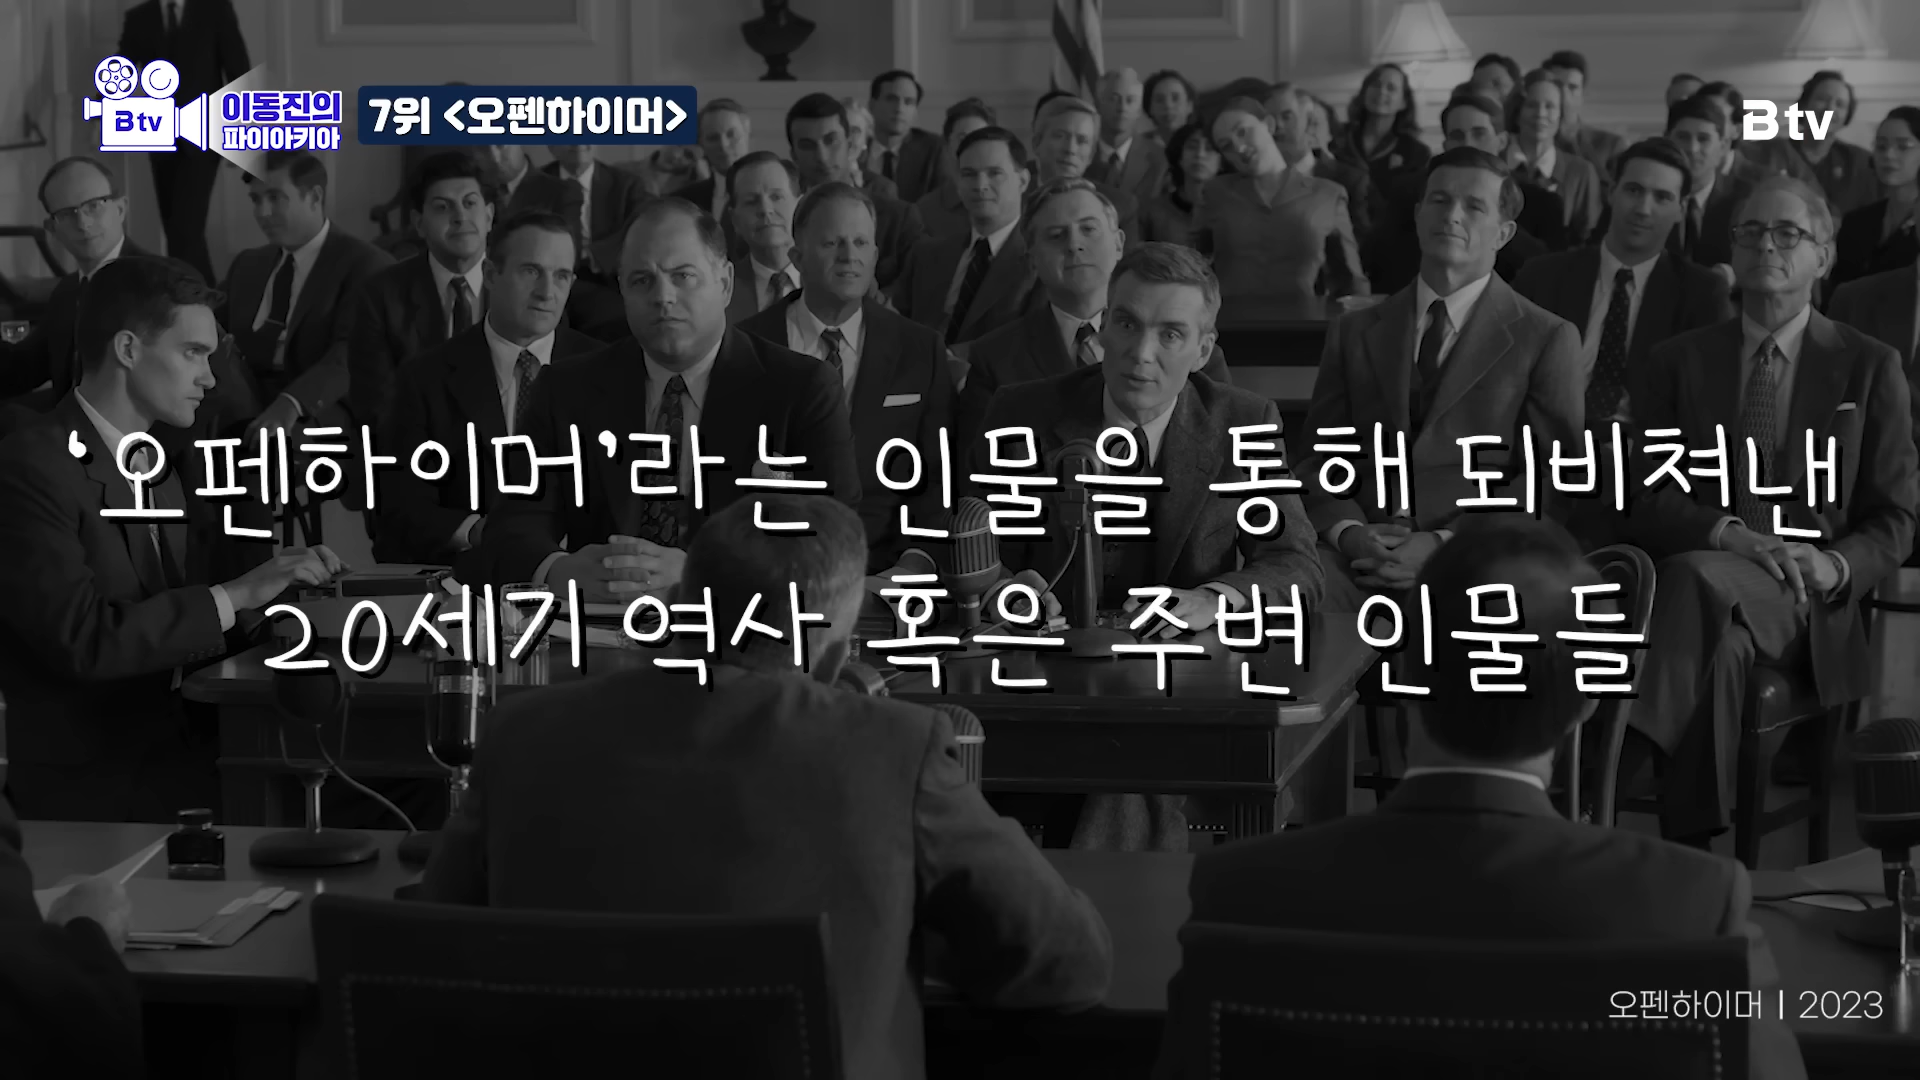 B tv
이동진의
파이아키아
7위 <오펜하이머>
B tv
‘오펜하이머’라는 인물을 통해 되비쳐낸
20세기 역사 혹은 주변 인물들
오펜하이머 | 2023